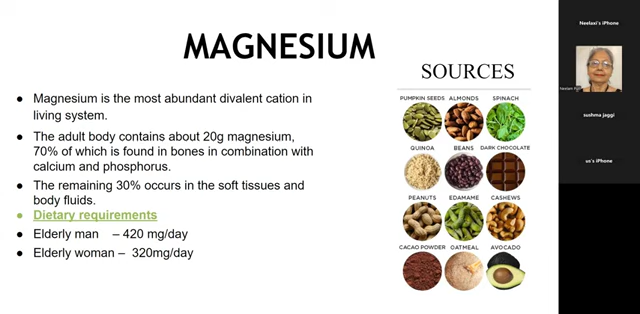 MAGNESIUM
● Magnesium is the most abundant divalent cation in
living system.
● The adult body contains about 20g magnesium,
70% of which is found in bones in combination with
calcium and phosphorus.
● The remaining 30% occurs in the soft tissues and
body fluids.
● Dietary requirements
● Elderly man – 420 mg/day
● Elderly woman – 320mg/day
SOURCES
PUMPKIN SEEDS ALMONDS SPINACH
QUINOA BEANS DARK CHOCOLATE
PEANUTS EDAMAME CASHEWS
CACAO POWDER OATMEAL AVOCADO
Neelaxi's iPhone
sushma jaggi
us's iPhone